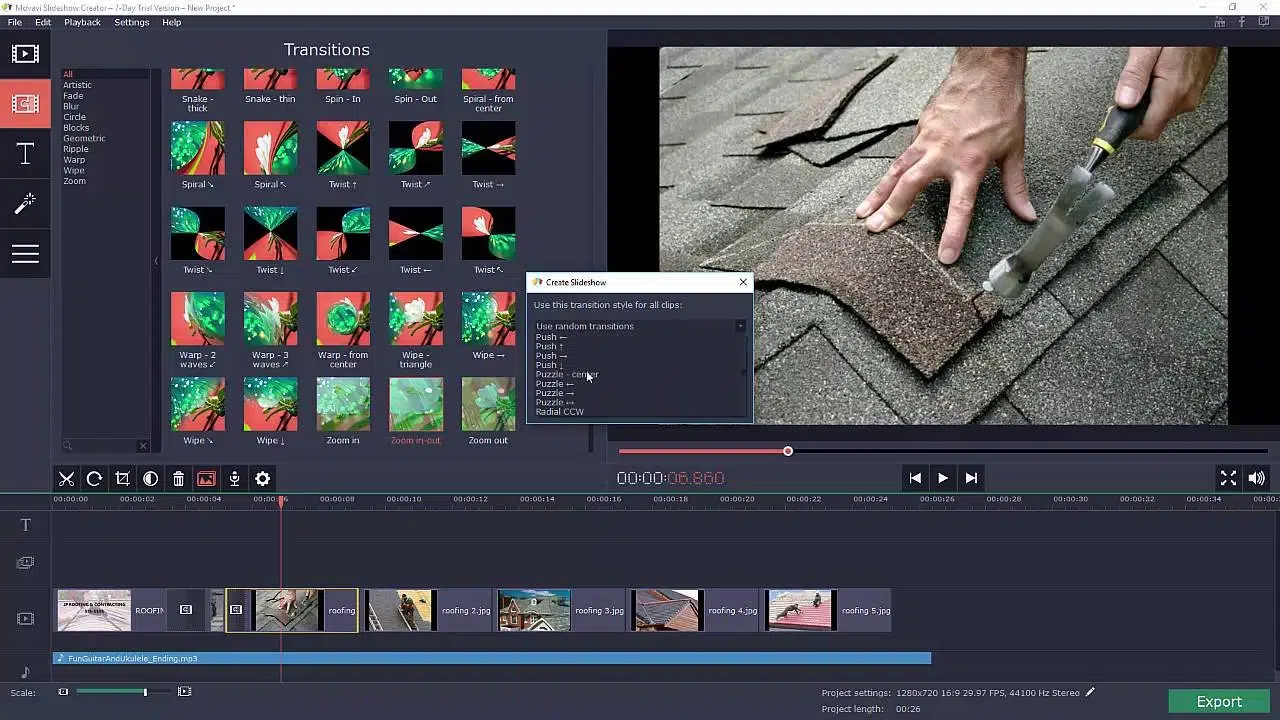 Movavi Slideshow Creator – 7-Day Trial Version – New Project *
File Edit Playback Settings Help
Transitions
All
Artistic
Fade
Blur
Circle
Blocks
Geometric
Ripple
Warp
Wipe
Zoom
Snake - thick
Snake - thin
Spin - In
Spin - Out
Spiral - from center
Spiral ↘
Spiral ↖
Twist ↑
Twist ↗
Twist →
Twist ↘
Twist ↓
Twist ↙
Twist ←
Twist ↖
Warp - 2 waves ↙
Warp - 3 waves ↗
Warp - from center
Wipe - triangle
Wipe →
Wipe ↘
Wipe ↓
Zoom in
Zoom in-out
Zoom out
Create Slideshow
Use this transition style for all clips:
Use random transitions
Push ←
Push ↑
Push →
Push ↓
Puzzle - center
Puzzle ←
Puzzle →
Puzzle ↔
Radial CCW
00:00:06.860
00:00:00 00:00:02 00:00:04 00:00:06 00:00:08 00:00:10 00:00:12 00:00:14 00:00:16 00:00:18 00:00:20 00:00:22 00:00:24 00:00:26 00:00:28 00:00:30 00:00:32 00:00:34
ROOFIN
roofing
roofing 2.jpg
roofing 3.jpg
roofing 4.jpg
roofing 5.jpg
FunGuitarAndUkulele_Ending.mp3
Scale:
Project settings: 1280x720 16:9 29.97 FPS, 44100 Hz Stereo
Project length: 00:26
Export